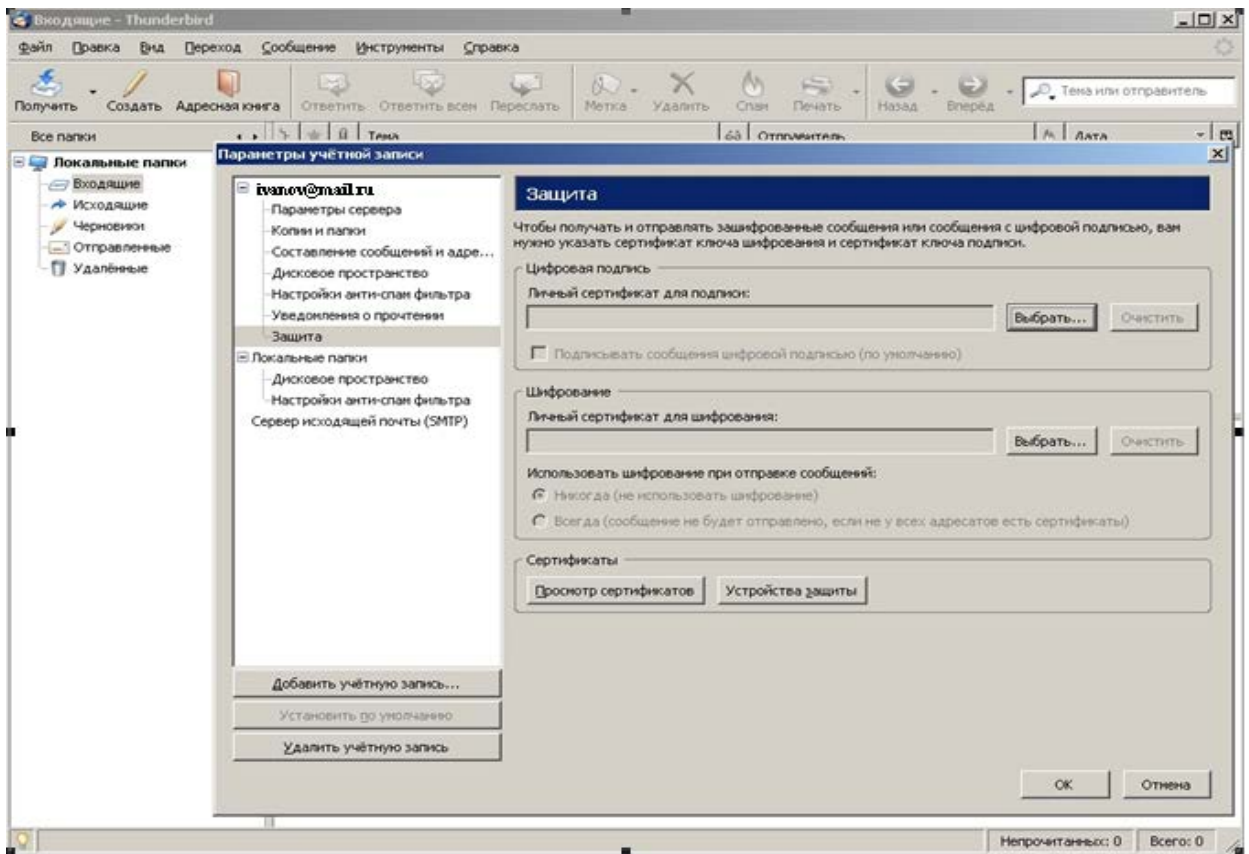 Входящие - Thunderbird
Файл Правка Вид Переход Сообщение Инструменты Справка
Получить Создать Адресная книга Ответить Ответить всем Переслать Метка Удалить Спам Печать Назад Вперёд Тема или отправитель
Все папки Тема Отправитель Дата
Локальные папки
Входящие
Исходящие
Черновики
Отправленные
Удалённые
Параметры учётной записи
ivanov@mail.ru
Параметры сервера
Копии и папки
Составление сообщений и адре...
Дисковое пространство
Настройки анти-спам фильтра
Уведомления о прочтении
Защита
Локальные папки
Дисковое пространство
Настройки анти-спам фильтра
Сервер исходящей почты (SMTP)
Добавить учётную запись...
Установить по умолчанию
Удалить учётную запись
Защита
Чтобы получать и отправлять зашифрованные сообщения или сообщения с цифровой подписью, вам
нужно указать сертификат ключа шифрования и сертификат ключа подписи.
Цифровая подпись
Личный сертификат для подписи:
Выбрать... Очистить
Подписывать сообщения цифровой подписью (по умолчанию)
Шифрование
Личный сертификат для шифрования:
Выбрать... Очистить
Использовать шифрование при отправке сообщений:
Никогда (не использовать шифрование)
Всегда (сообщение не будет отправлено, если не у всех адресатов есть сертификаты)
Сертификаты
Просмотр сертификатов Устройства защиты
OK Отмена
Непрочитанных: 0 Всего: 0